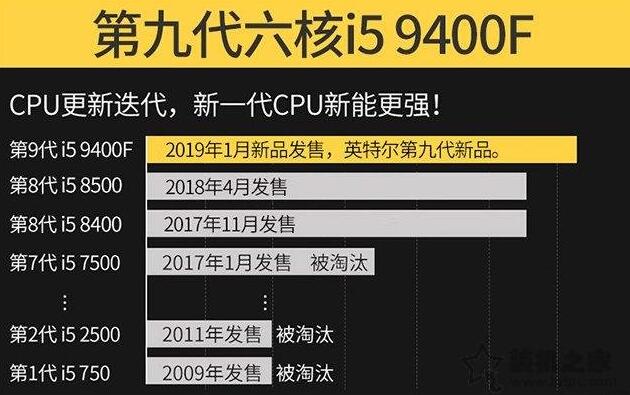 第九代六核i5 9400F
CPU更新迭代，新一代CPU新能更强！
第9代 i5 9400F 2019年1月新品发售，英特尔第九代新品。
第8代 i5 8500 2018年4月发售
第8代 i5 8400 2017年11月发售
第7代 i5 7500 2017年1月发售 被淘汰
⋮ ⋮
第2代 i5 2500 2011年发售 被淘汰
第1代 i5 750 2009年发售 被淘汰
装机之家